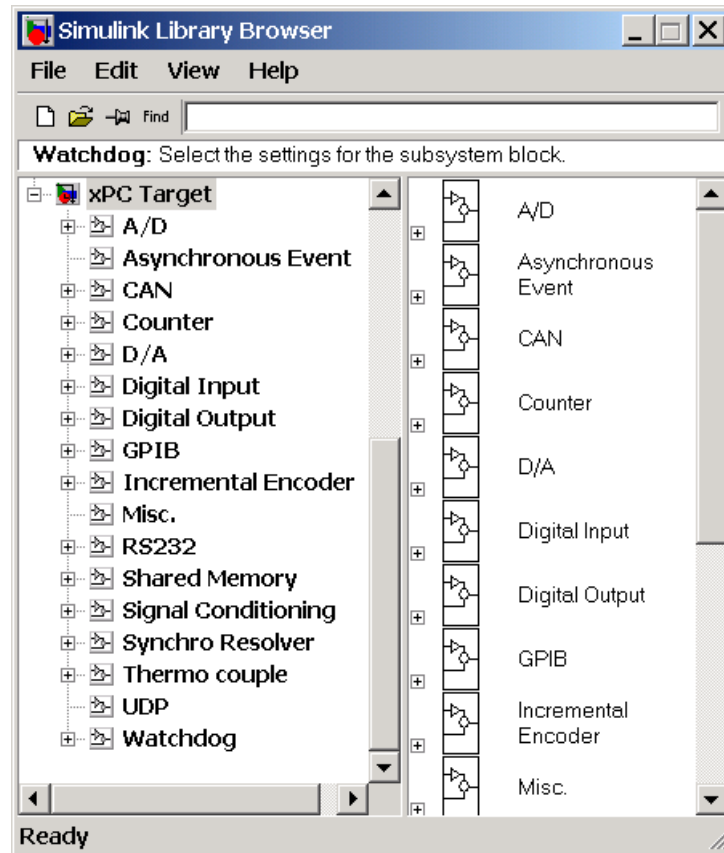 Simulink Library Browser
File Edit View Help
Find
Watchdog: Select the settings for the subsystem block.
xPC Target
A/D
Asynchronous Event
CAN
Counter
D/A
Digital Input
Digital Output
GPIB
Incremental Encoder
Misc.
RS232
Shared Memory
Signal Conditioning
Synchro Resolver
Thermo couple
UDP
Watchdog
A/D
Asynchronous
Event
CAN
Counter
D/A
Digital Input
Digital Output
GPIB
Incremental
Encoder
Misc.
Ready